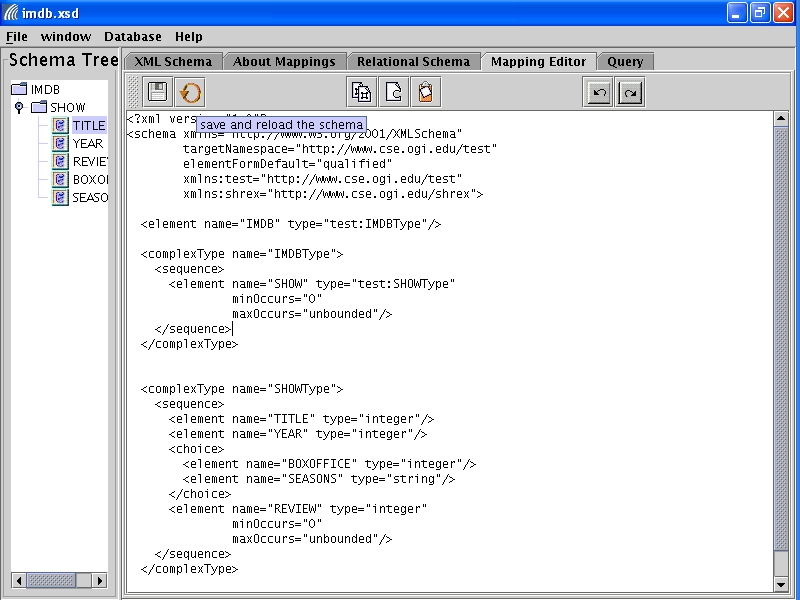 imdb.xsd
File window Database Help
Schema Tree
XML Schema About Mappings Relational Schema Mapping Editor Query
IMDB
SHOW
TITLE
YEAR
REVIE
BOXO
SEASO
save and reload the schema
<?xml version="1.0"?>
<schema xmlns="http://www.w3.org/2001/XMLSchema"
targetNamespace="http://www.cse.ogi.edu/test"
elementFormDefault="qualified"
xmlns:test="http://www.cse.ogi.edu/test"
xmlns:shrex="http://www.cse.ogi.edu/shrex">
<element name="IMDB" type="test:IMDBType"/>
<complexType name="IMDBType">
<sequence>
<element name="SHOW" type="test:SHOWType"
minOccurs="0"
maxOccurs="unbounded"/>
</sequence>
</complexType>
<complexType name="SHOWType">
<sequence>
<element name="TITLE" type="integer"/>
<element name="YEAR" type="integer"/>
<choice>
<element name="BOXOFFICE" type="integer"/>
<element name="SEASONS" type="string"/>
</choice>
<element name="REVIEW" type="integer"
minOccurs="0"
maxOccurs="unbounded"/>
</sequence>
</complexType>